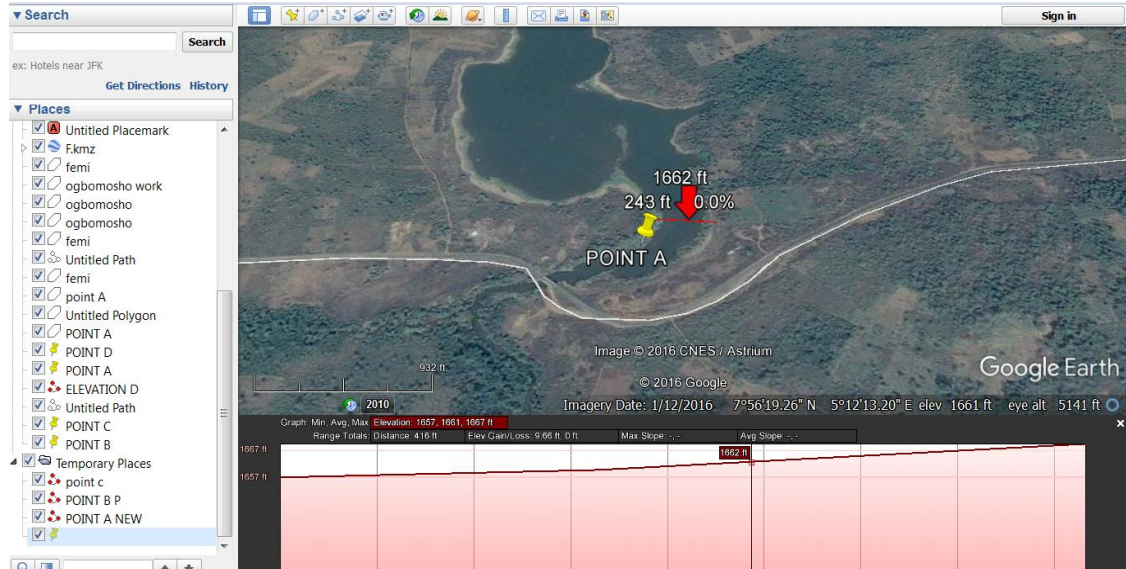 ▼ Search
Search
ex: Hotels near JFK
Get Directions History
▼ Places
A Untitled Placemark
F.kmz
femi
ogbomosho work
ogbomosho
ogbomosho
femi
Untitled Path
femi
point A
Untitled Polygon
POINT A
POINT D
POINT A
ELEVATION D
Untitled Path
POINT C
POINT B
Temporary Places
point c
POINT B P
POINT A NEW
Sign in
1662 ft
243 ft 0.0%
POINT A
Image © 2016 CNES / Astrium
932 ft
© 2016 Google
Google Earth
2010
Imagery Date: 1/12/2016 7°56'19.26" N 5°12'13.20" E elev 1661 ft eye alt 5141 ft
Graph: Min, Avg, Max Elevation: 1657, 1661, 1667 ft
Range Totals: Distance: 416 ft Elev Gain/Loss: 9.66 ft, 0 ft Max Slope: -, - Avg Slope: -, -
1667 ft
1662 ft
1657 ft